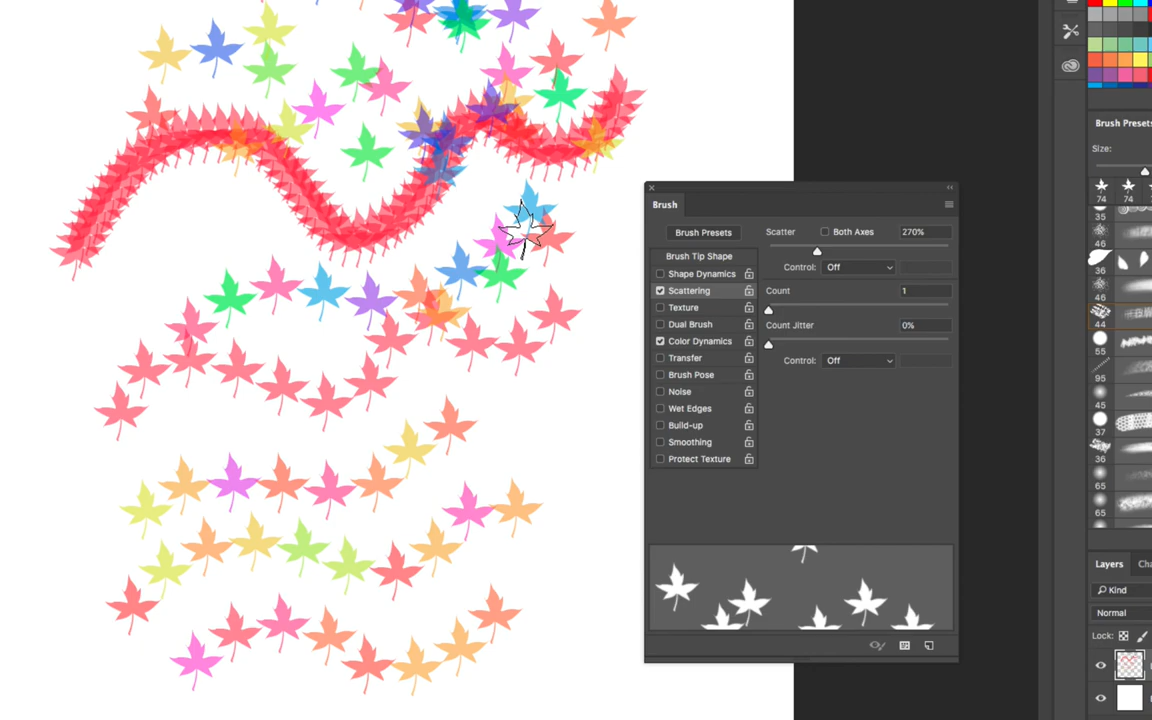 Brush Presets
Size:
74
74
35
46
36
46
44
55
95
45
37
36
65
65
Brush
Brush Presets
Scatter
Both Axes
270%
Brush Tip Shape
Control:
Off
Shape Dynamics
Scattering
Count
1
Texture
Dual Brush
Count Jitter
0%
Color Dynamics
Transfer
Control:
Off
Brush Pose
Noise
Wet Edges
Build-up
Smoothing
Protect Texture
Layers
Kind
Normal
Lock: